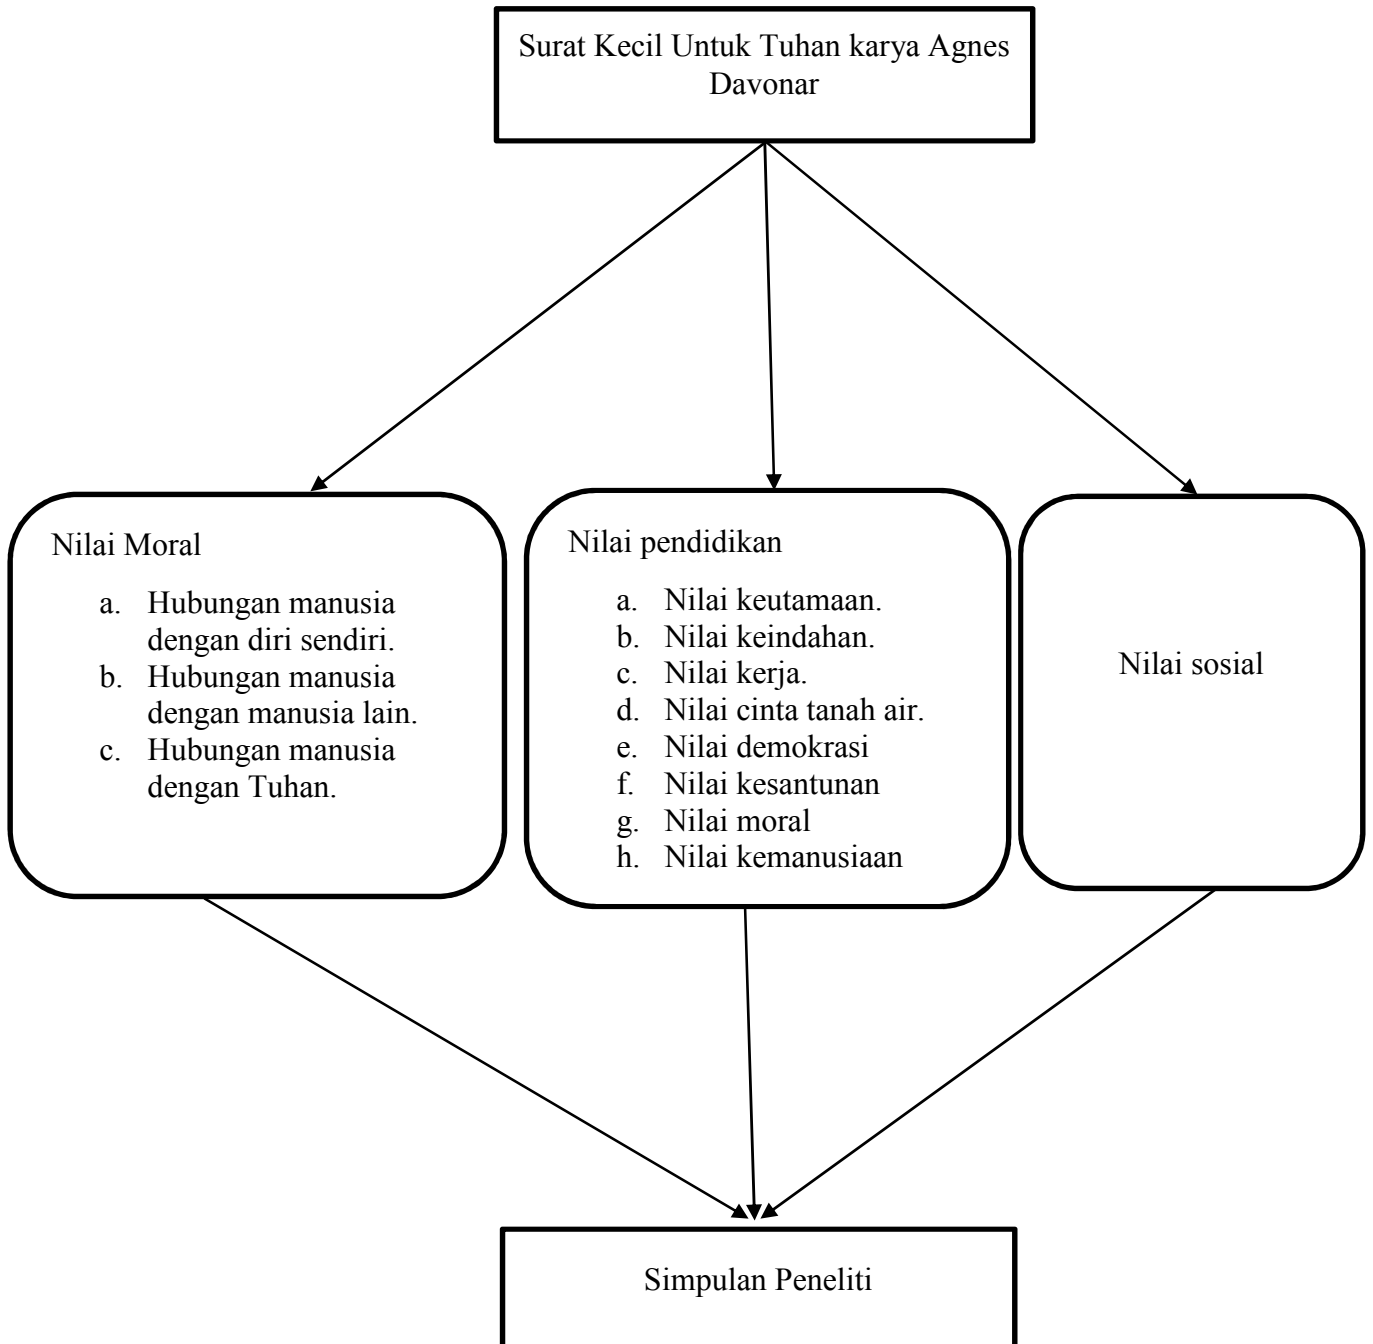 Surat Kecil Untuk Tuhan karya Agnes
Davonar
Nilai Moral
a. Hubungan manusia
dengan diri sendiri.
b. Hubungan manusia
dengan manusia lain.
c. Hubungan manusia
dengan Tuhan.
Nilai pendidikan
a. Nilai keutamaan.
b. Nilai keindahan.
c. Nilai kerja.
d. Nilai cinta tanah air.
e. Nilai demokrasi
f. Nilai kesantunan
g. Nilai moral
h. Nilai kemanusiaan
Nilai sosial
Simpulan Peneliti